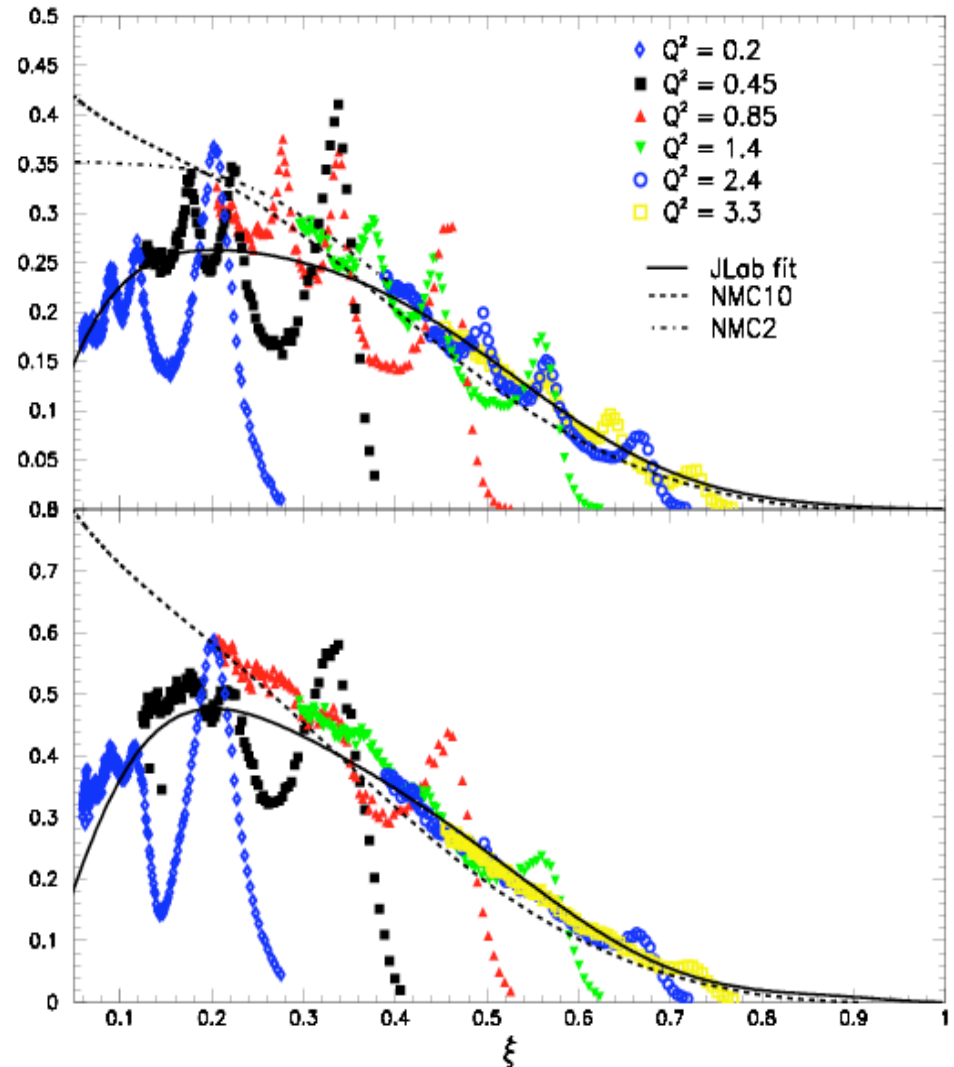 0.5
0.45
0.4
0.35
0.3
0.25
0.2
0.15
0.1
0.05
0.8
0.7
0.6
0.5
0.4
0.3
0.2
0.1
0
Q² = 0.2
Q² = 0.45
Q² = 0.85
Q² = 1.4
Q² = 2.4
Q² = 3.3
JLab fit
NMC10
NMC2
0.1 0.2 0.3 0.4 0.5 0.6 0.7 0.8 0.9 1
ξ